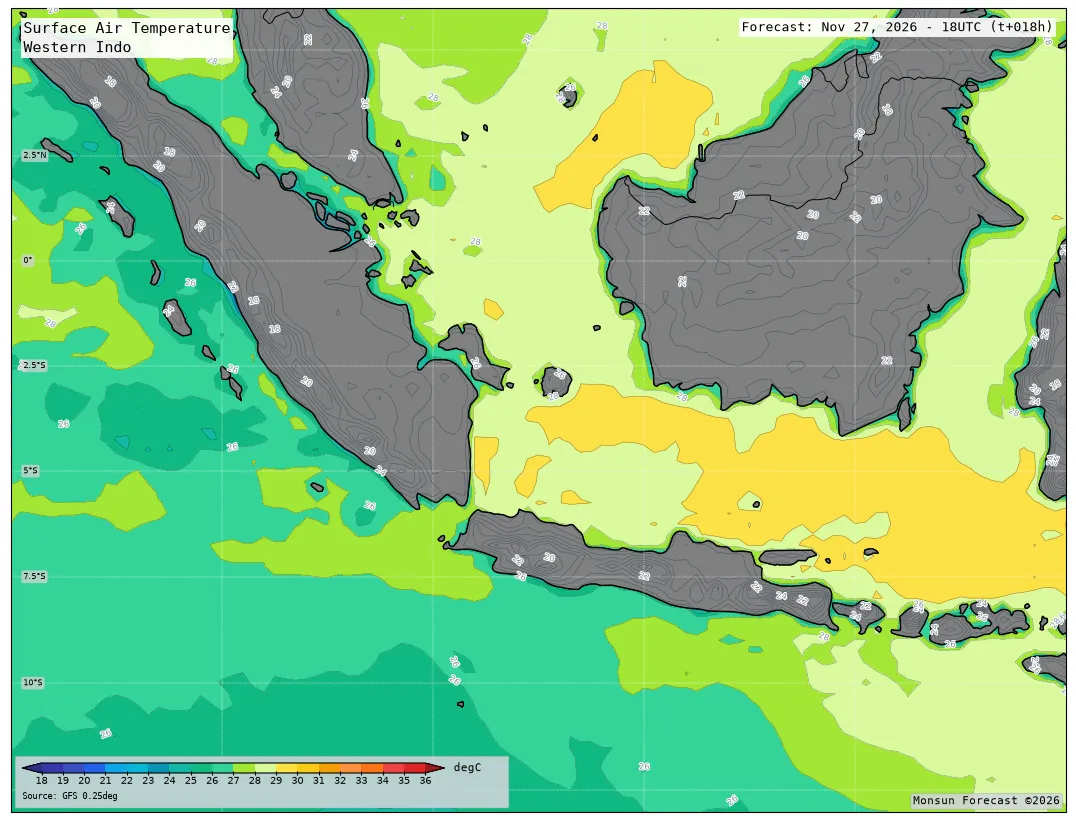 Surface Air Temperature
Western Indo
Forecast: Nov 27, 2026 - 18UTC (t+018h)
2.5°N
0°
2.5°S
5°S
7.5°S
10°S
18 19 20 21 22 23 24 25 26 27 28 29 30 31 32 33 34 35 36 degC
Source: GFS 0.25deg
Monsun Forecast ©2026